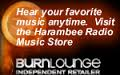 Hear your favorite
music anytime. Visit
the Harambee Radio
Music Store
BURNLOUNGE
INDEPENDENT RETAILER